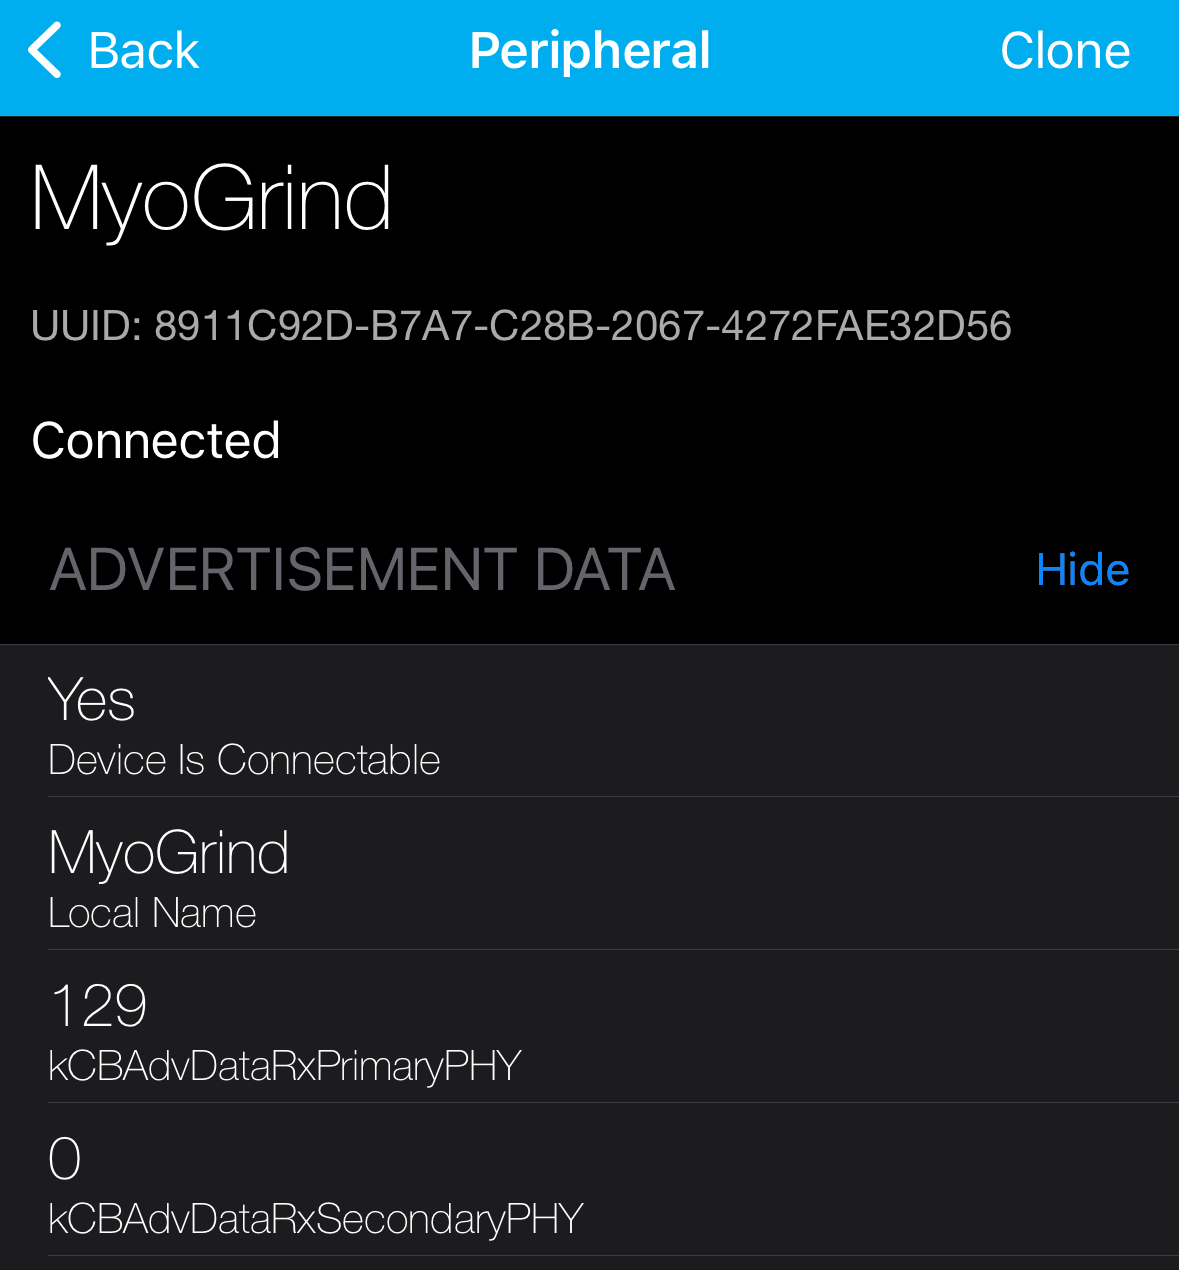 Back Peripheral Clone
MyoGrind
UUID: 8911C92D-B7A7-C28B-2067-4272FAE32D56
Connected
ADVERTISEMENT DATA Hide
Yes
Device Is Connectable
MyoGrind
Local Name
129
kCBAdvDataRxPrimaryPHY
0
kCBAdvDataRxSecondaryPHY